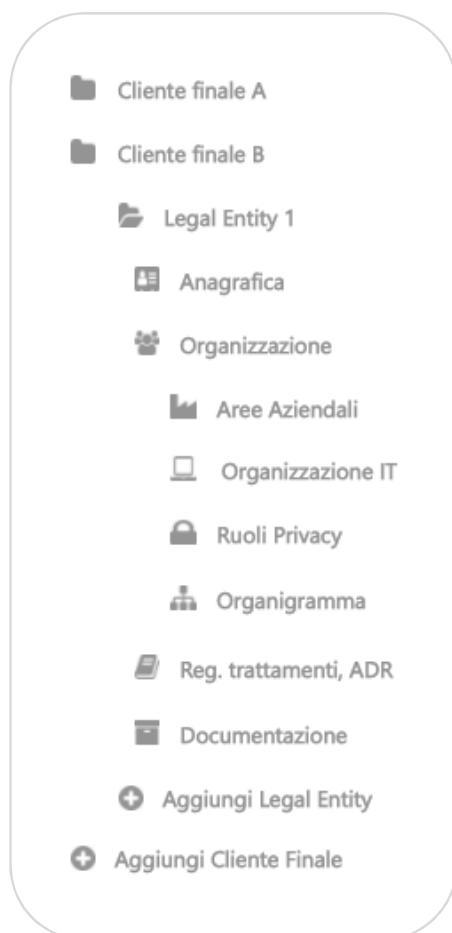 Cliente finale A
Cliente finale B
Legal Entity 1
Anagrafica
Organizzazione
Aree Aziendali
Organizzazione IT
Ruoli Privacy
Organigramma
Reg. trattamenti, ADR
Documentazione
Aggiungi Legal Entity
Aggiungi Cliente Finale